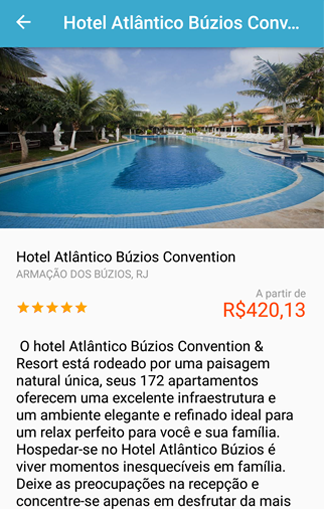 Hotel Atlântico Búzios Conv...
Hotel Atlântico Búzios Convention
ARMAÇÃO DOS BÚZIOS, RJ
A partir de
R$420,13
O hotel Atlântico Búzios Convention &
Resort está rodeado por uma paisagem
natural única, seus 172 apartamentos
oferecem uma excelente infraestrutura e
um ambiente elegante e refinado ideal para
um relax perfeito para você e sua família.
Hospedar-se no Hotel Atlântico Búzios é
viver momentos inesquecíveis em família.
Deixe as preocupações na recepção e
concentre-se apenas em desfrutar da mais